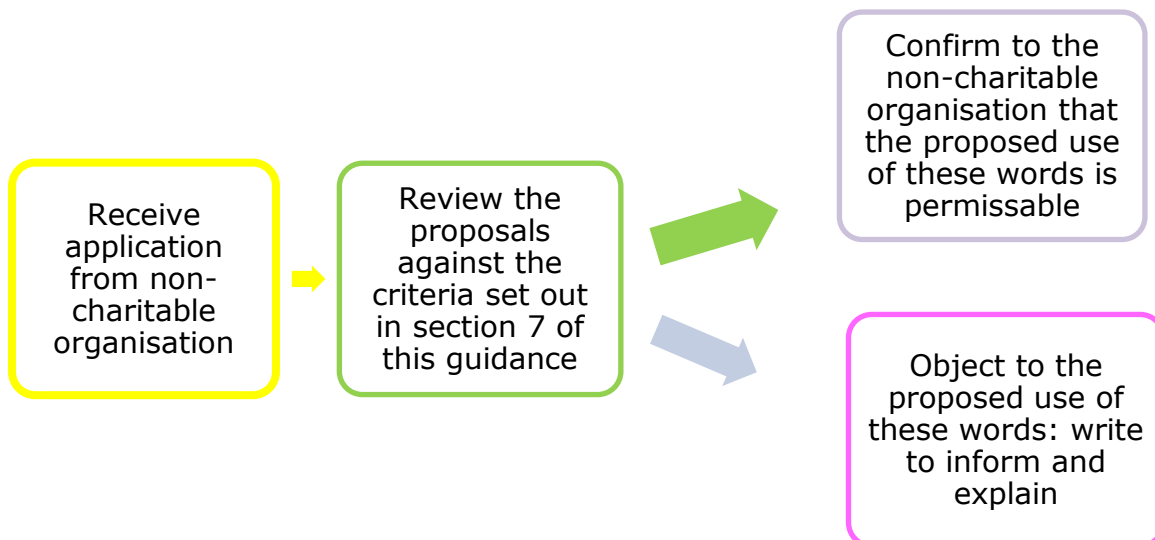 Receive
application
from non-
charitable
organisation
Review the
proposals
against the
criteria set out
in section 7 of
this guidance
Confirm to the
non-charitable
organisation that
the proposed use
of these words is
permissable
Object to the
proposed use of
these words: write
to inform and
explain